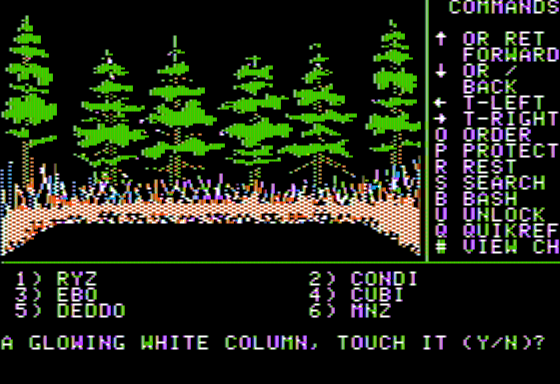 COMMANDS
↑ OR RET
FORWARD
↓ OR /
BACK
← T-LEFT
→ T-RIGHT
O ORDER
P PROTECT
R REST
S SEARCH
B BASH
U UNLOCK
Q QUIKREF
# VIEW CH
1) RYZ 2) CONDI
3) EBO 4) CUBI
5) DEDDO 6) MNZ
A GLOWING WHITE COLUMN, TOUCH IT (Y/N)?